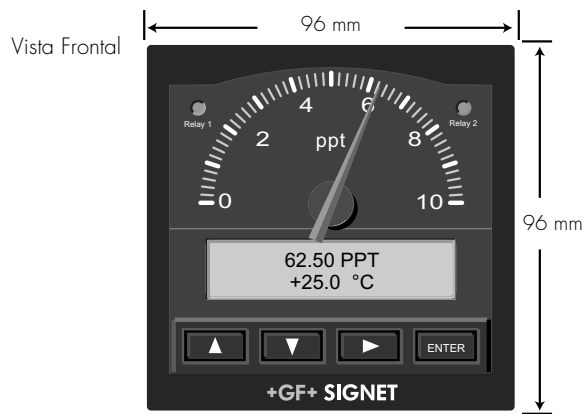 96 mm
Vista Frontal
4 6
Relay 1 Relay 2
2 ppt 8
0 10
96 mm
62.50 PPT
+25.0 °C
ENTER
+GF+ SIGNET